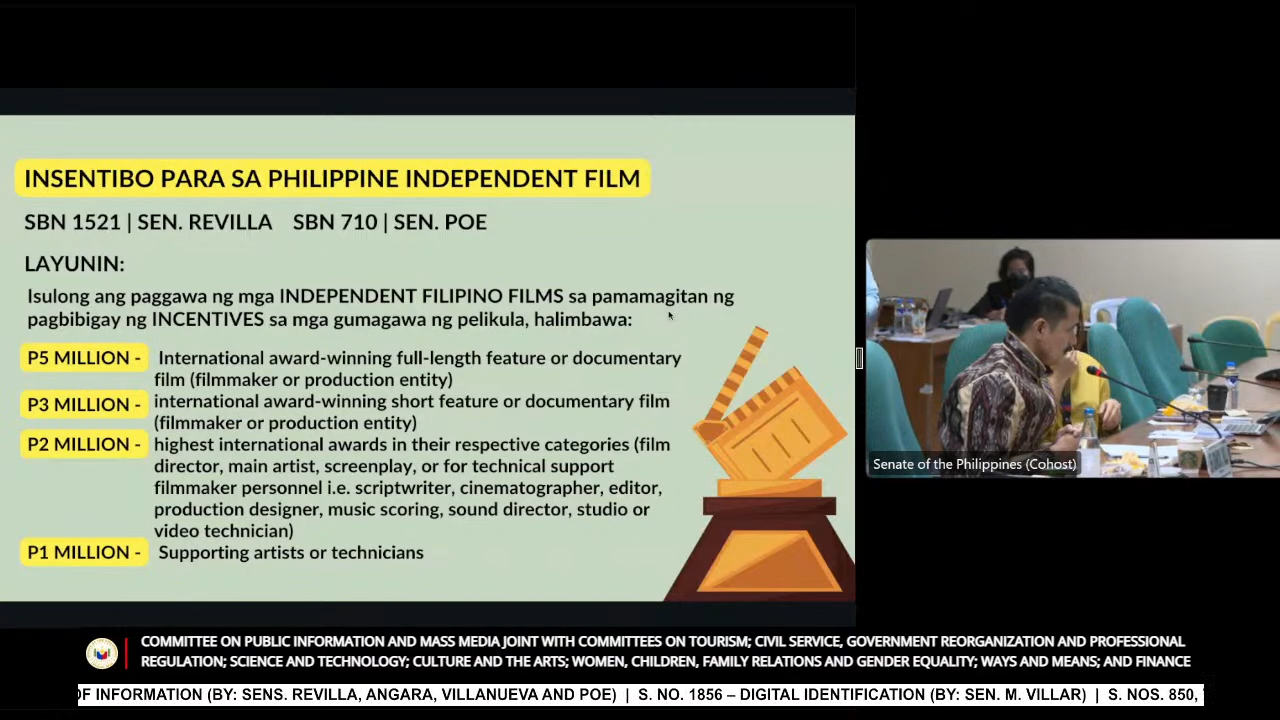 INSENTIBO PARA SA PHILIPPINE INDEPENDENT FILM
SBN 1521 | SEN. REVILLA SBN 710 | SEN. POE
LAYUNIN:
Isulong ang paggawa ng mga INDEPENDENT FILIPINO FILMS sa pamamagitan ng
pagbibigay ng INCENTIVES sa mga gumagawa ng pelikula, halimbawa:
P5 MILLION - International award-winning full-length feature or documentary
film (filmmaker or production entity)
P3 MILLION - international award-winning short feature or documentary film
(filmmaker or production entity)
P2 MILLION - highest international awards in their respective categories (film
director, main artist, screenplay, or for technical support
filmmaker personnel i.e. scriptwriter, cinematographer, editor,
production designer, music scoring, sound director, studio or
video technician)
P1 MILLION - Supporting artists or technicians
Senate of the Philippines (Cohost)
COMMITTEE ON PUBLIC INFORMATION AND MASS MEDIA JOINT WITH COMMITTEES ON TOURISM; CIVIL SERVICE, GOVERNMENT REORGANIZATION AND PROFESSIONAL
REGULATION; SCIENCE AND TECHNOLOGY; CULTURE AND THE ARTS; WOMEN, CHILDREN, FAMILY RELATIONS AND GENDER EQUALITY; WAYS AND MEANS; AND FINANCE
OF INFORMATION (BY: SENS. REVILLA, ANGARA, VILLANUEVA AND POE) | S. NO. 1856 – DIGITAL IDENTIFICATION (BY: SEN. M. VILLAR) | S. NOS. 850,